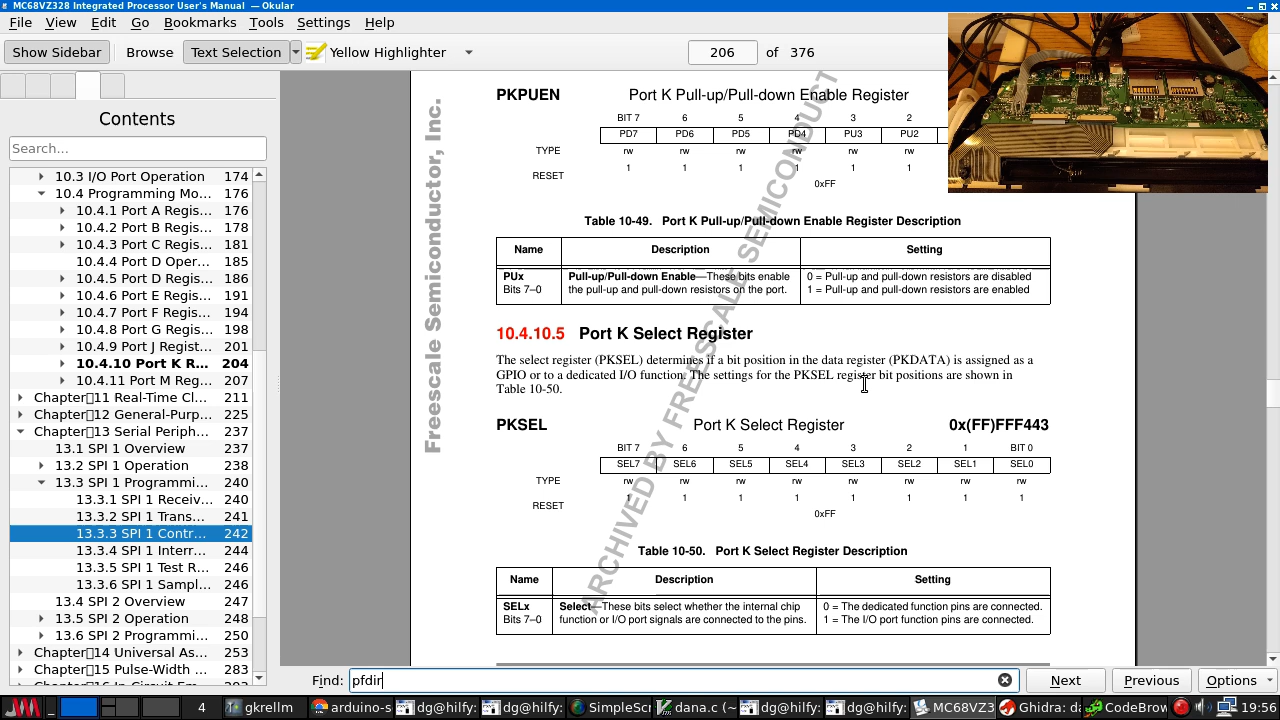 MC68VZ328 Integrated Processor User's Manual — Okular
File View Edit Go Bookmarks Tools Settings Help
Show Sidebar Browse Text Selection Yellow Highlighter 206 of 376
Contents
Search...
10.3 I/O Port Operation 174
10.4 Programming Mo... 176
10.4.1 Port A Regis... 176
10.4.2 Port B Regis... 178
10.4.3 Port C Regis... 181
10.4.4 Port D Oper... 185
10.4.5 Port D Regis... 186
10.4.6 Port E Regis... 191
10.4.7 Port F Regis... 194
10.4.8 Port G Regis... 198
10.4.9 Port J Regist... 201
10.4.10 Port K R... 204
10.4.11 Port M Reg... 207
Chapter 11 Real-Time Cl... 211
Chapter 12 General-Purp... 225
Chapter 13 Serial Periph... 237
13.1 SPI 1 Overview 237
13.2 SPI 1 Operation 238
13.3 SPI 1 Programmi... 240
13.3.1 SPI 1 Receiv... 240
13.3.2 SPI 1 Trans... 241
13.3.3 SPI 1 Contr... 242
13.3.4 SPI 1 Interr... 244
13.3.5 SPI 1 Test R... 246
13.3.6 SPI 1 Sampl... 246
13.4 SPI 2 Overview 247
13.5 SPI 2 Operation 248
13.6 SPI 2 Programmi... 250
Chapter 14 Universal As... 253
Chapter 15 Pulse-Width ... 283
Freescale Semiconductor, Inc.
ARCHIVED BY FREESCALE SEMICONDUCT
PKPUEN Port K Pull-up/Pull-down Enable Register
BIT 7 6 5 4 3 2
PD7 PD6 PD5 PD4 PU3 PU2
TYPE rw rw rw rw rw rw
1 1 1 1 1 1
RESET
0xFF
Table 10-49. Port K Pull-up/Pull-down Enable Register Description
Name Description Setting
PUx Pull-up/Pull-down Enable—These bits enable 0 = Pull-up and pull-down resistors are disabled
Bits 7–0 the pull-up and pull-down resistors on the port. 1 = Pull-up and pull-down resistors are enabled
10.4.10.5 Port K Select Register
The select register (PKSEL) determines if a bit position in the data register (PKDATA) is assigned as a
GPIO or to a dedicated I/O function. The settings for the PKSEL register bit positions are shown in
Table 10-50.
PKSEL Port K Select Register 0x(FF)FFF443
BIT 7 6 5 4 3 2 1 BIT 0
SEL7 SEL6 SEL5 SEL4 SEL3 SEL2 SEL1 SEL0
TYPE rw rw rw rw rw rw rw rw
1 1 1 1 1 1 1 1
RESET
0xFF
Table 10-50. Port K Select Register Description
Name Description Setting
SELx Select—These bits select whether the internal chip 0 = The dedicated function pins are connected.
Bits 7–0 function or I/O port signals are connected to the pins. 1 = The I/O port function pins are connected.
Find: pfdir Next Previous Options
4 gkrellm arduino-s dg@hilfy: dg@hilfy: SimpleSc dana.c (~ dg@hilfy: dg@hilfy: MC68VZ3 Ghidra: da CodeBrow 19:56